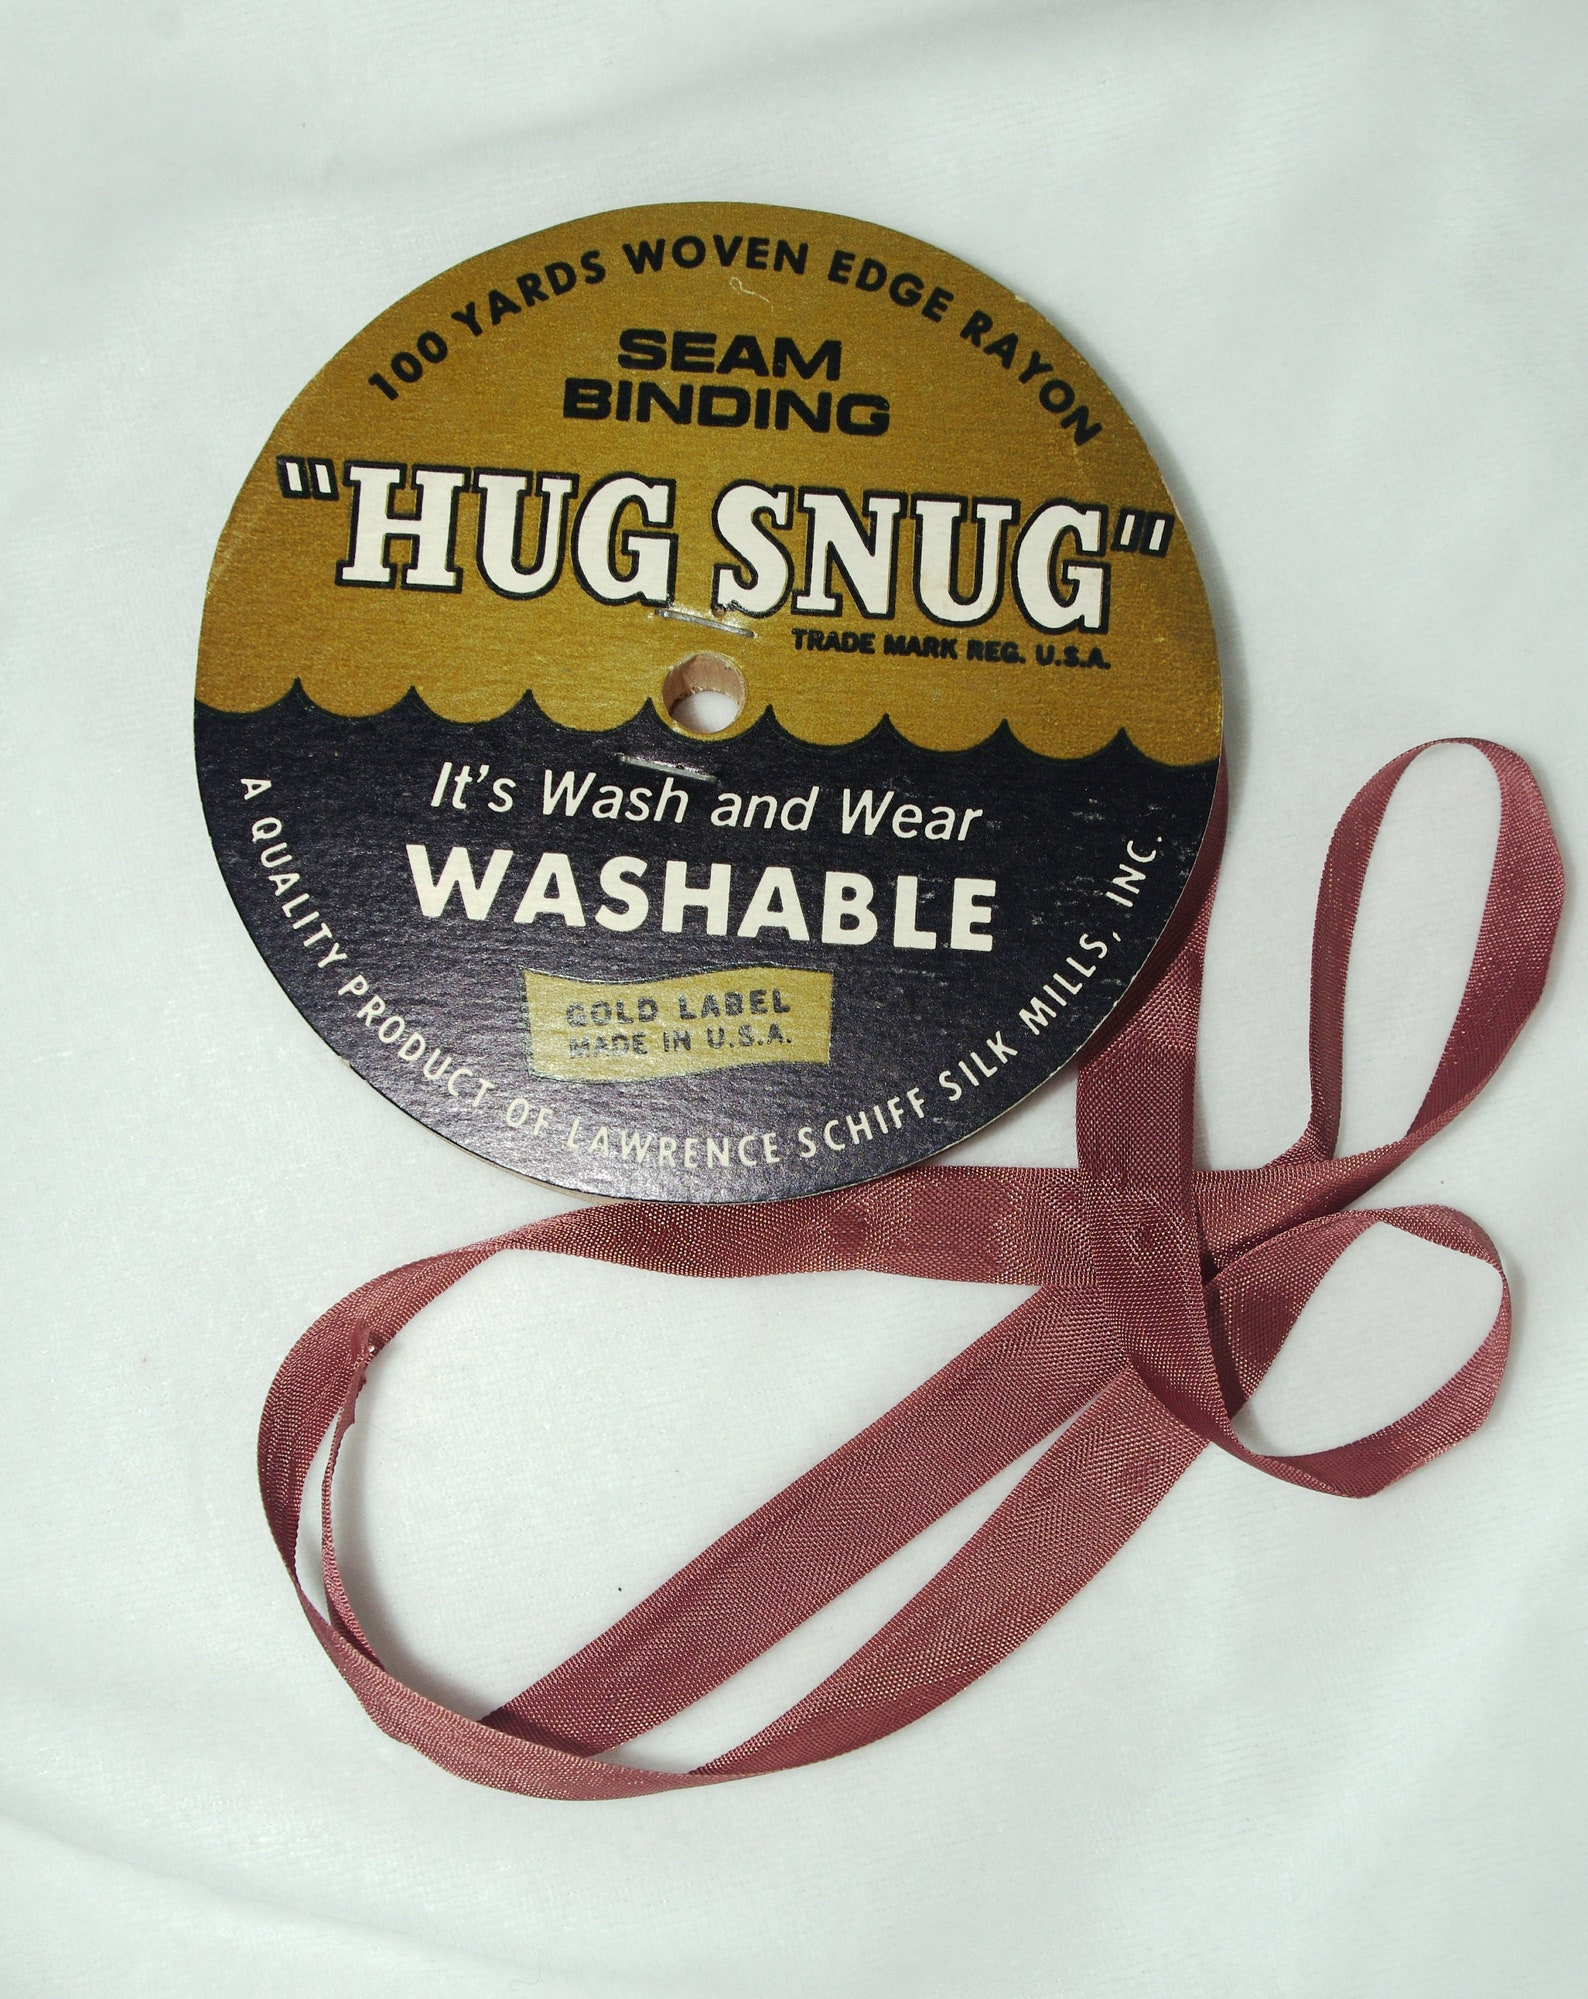 100 YARDS WOVEN EDGE RAYON
SEAM
BINDING
"HUG SNUG"
TRADE MARK REG. U.S.A.
It's Wash and Wear
WASHABLE
GOLD LABEL
MADE IN U.S.A.
A QUALITY PRODUCT OF LAWRENCE SCHIFF SILK MILLS, INC.